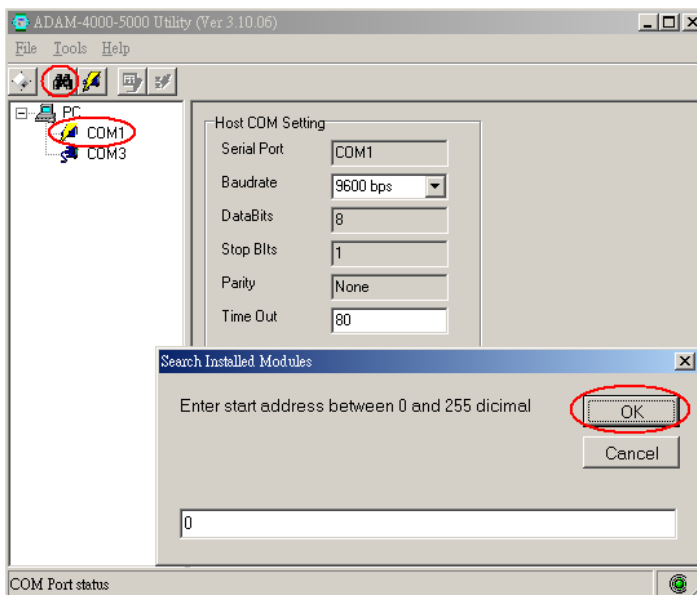 ADAM-4000-5000 Utility (Ver 3.10.06)
File Tools Help
PC
COM1
COM3
Host COM Setting
Serial Port COM1
Baudrate 9600 bps
DataBits 8
Stop BIts 1
Parity None
Time Out 80
Search Installed Modules
Enter start address between 0 and 255 dicimal
OK
Cancel
0
COM Port status